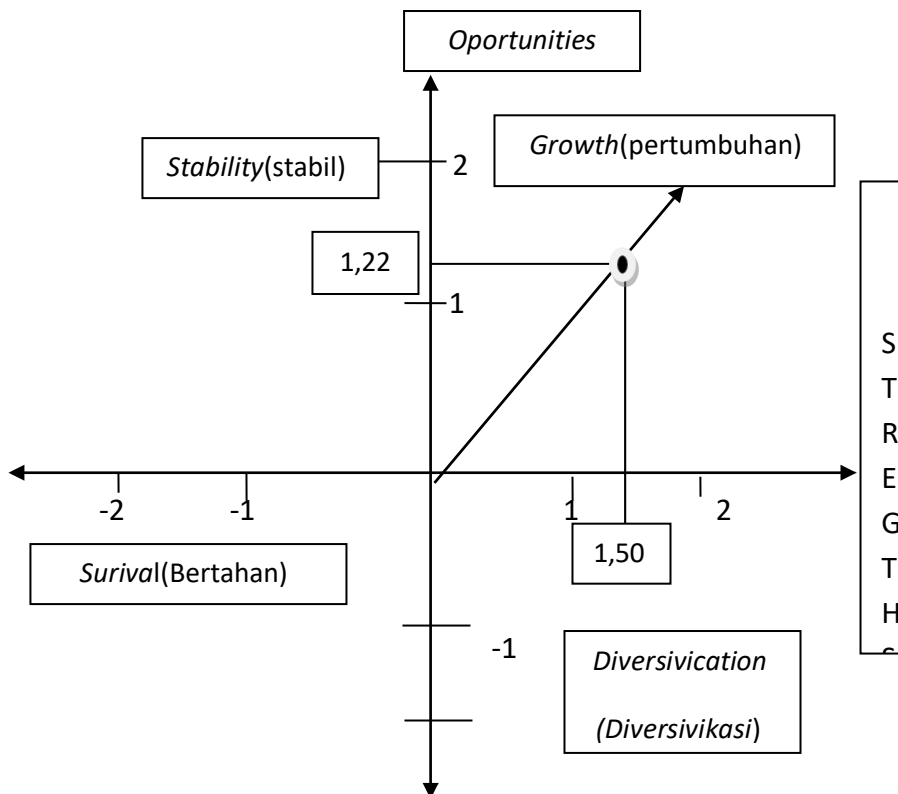 Oportunities
Growth(pertumbuhan)
Stability(stabil)
2
1,22
1
S
T
R
E
G
T
H
S
-2
-1
1
2
1,50
Surival(Bertahan)
-1
Diversivication
(Diversivikasi)